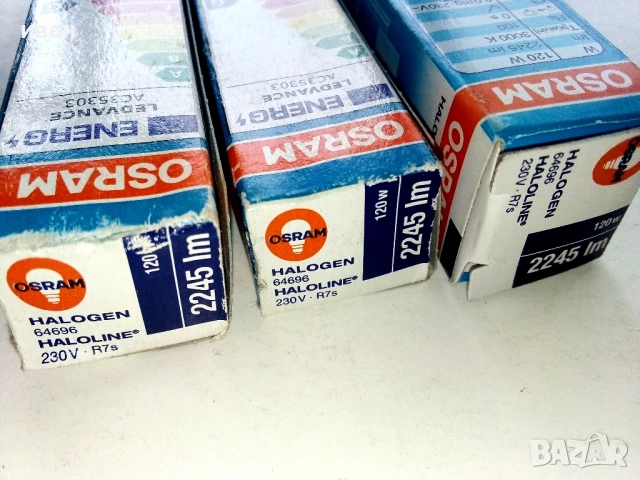 ENERG
LEDVANCE
AC35303
OSRAM
OSRAM
HALOGEN
64696
HALOLINE®
230V · R7s
120 W
2245 lm
ENERG
LEDVANCE
AC35303
OSRAM
OSRAM
HALOGEN
64696
HALOLINE®
230V · R7s
120 W
2245 lm
W
120 W
lm
2245 lm
3000 K
0 s
OSRAM
OSRAM
HALOGEN
64696
HALOLINE®
230V · R7s
120 W
2245 lm
BAZAR